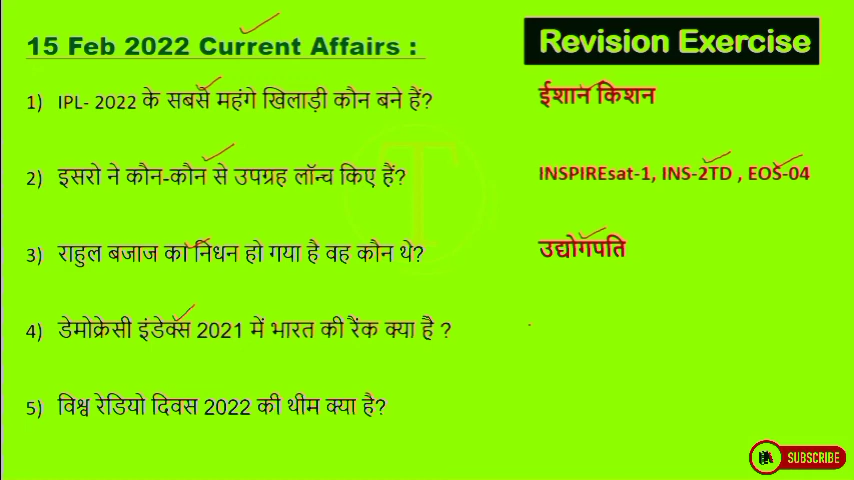 15 Feb 2022 Current Affairs :
Revision Exercise
1) IPL- 2022 के सबसे महंगे खिलाड़ी कौन बने हैं?
ईशान किशन
2) इसरो ने कौन-कौन से उपग्रह लॉन्च किए हैं?
INSPIREsat-1, INS-2TD , EOS-04
3) राहुल बजाज का निधन हो गया है वह कौन थे?
उद्योगपति
4) डेमोक्रेसी इंडेक्स 2021 में भारत की रैंक क्या है ?
5) विश्व रेडियो दिवस 2022 की थीम क्या है?
SUBSCRIBE